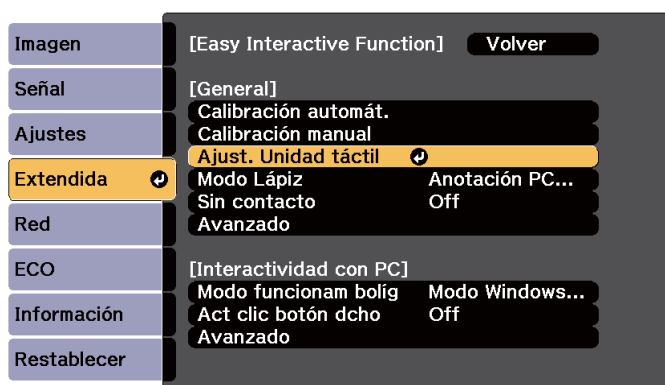 Imagen
Señal
Ajustes
Extendida
Red
ECO
Información
Restablecer
[Easy Interactive Function] Volver
[General]
Calibración automát.
Calibración manual
Ajust. Unidad táctil
Modo Lápiz Anotación PC...
Sin contacto Off
Avanzado
[Interactividad con PC]
Modo funcionam bolíg Modo Windows...
Act clic botón dcho Off
Avanzado